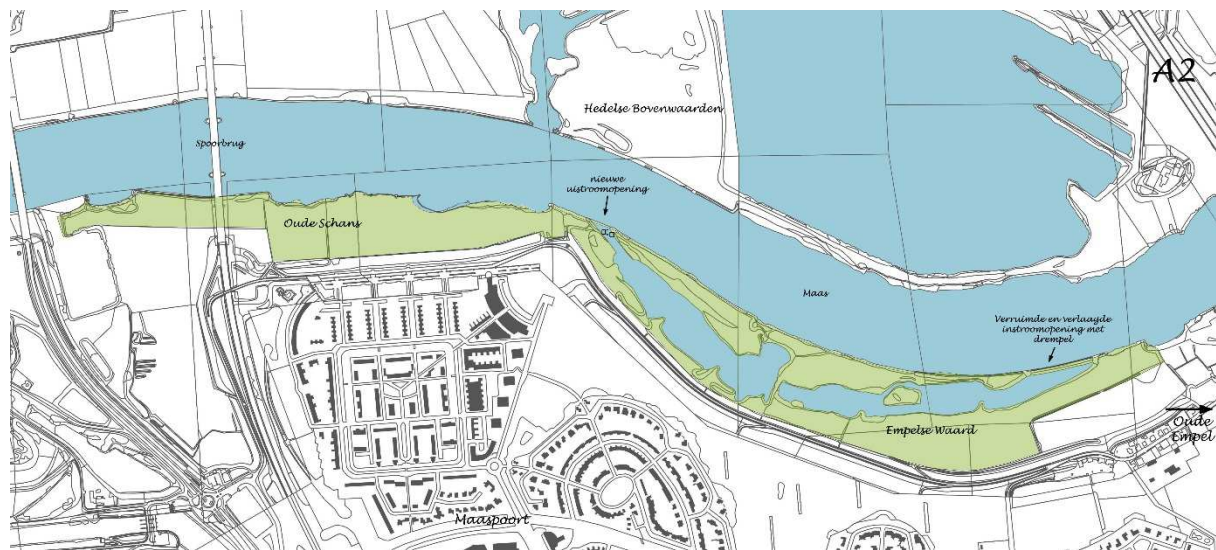 A2
Hedelse Bovenwaarden
Spoorbrug
nieuwe
uistroomopening
Oude Schans
Maas
Verruimde en verlaagde
instroomopening met
drempel
Oude
Empel
Empelse Waard
Maaspoort